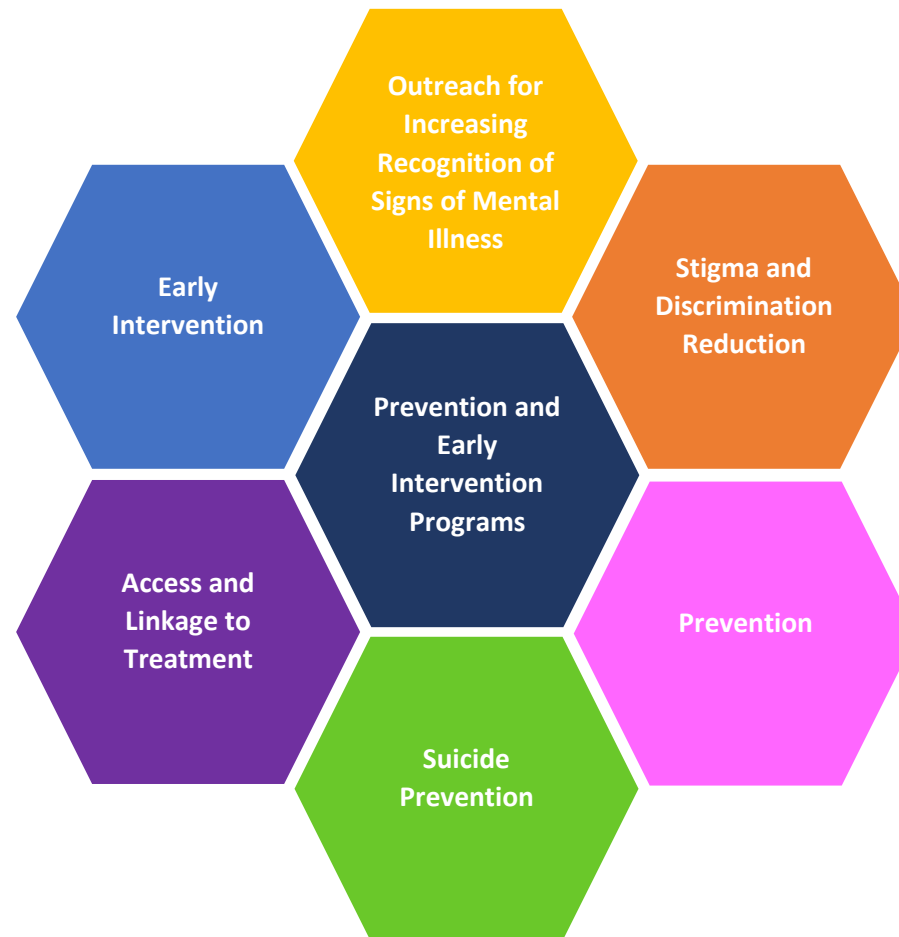 Outreach for
Increasing
Recognition of
Signs of Mental
Illness
Early
Intervention
Stigma and
Discrimination
Reduction
Prevention and
Early
Intervention
Programs
Access and
Linkage to
Treatment
Prevention
Suicide
Prevention